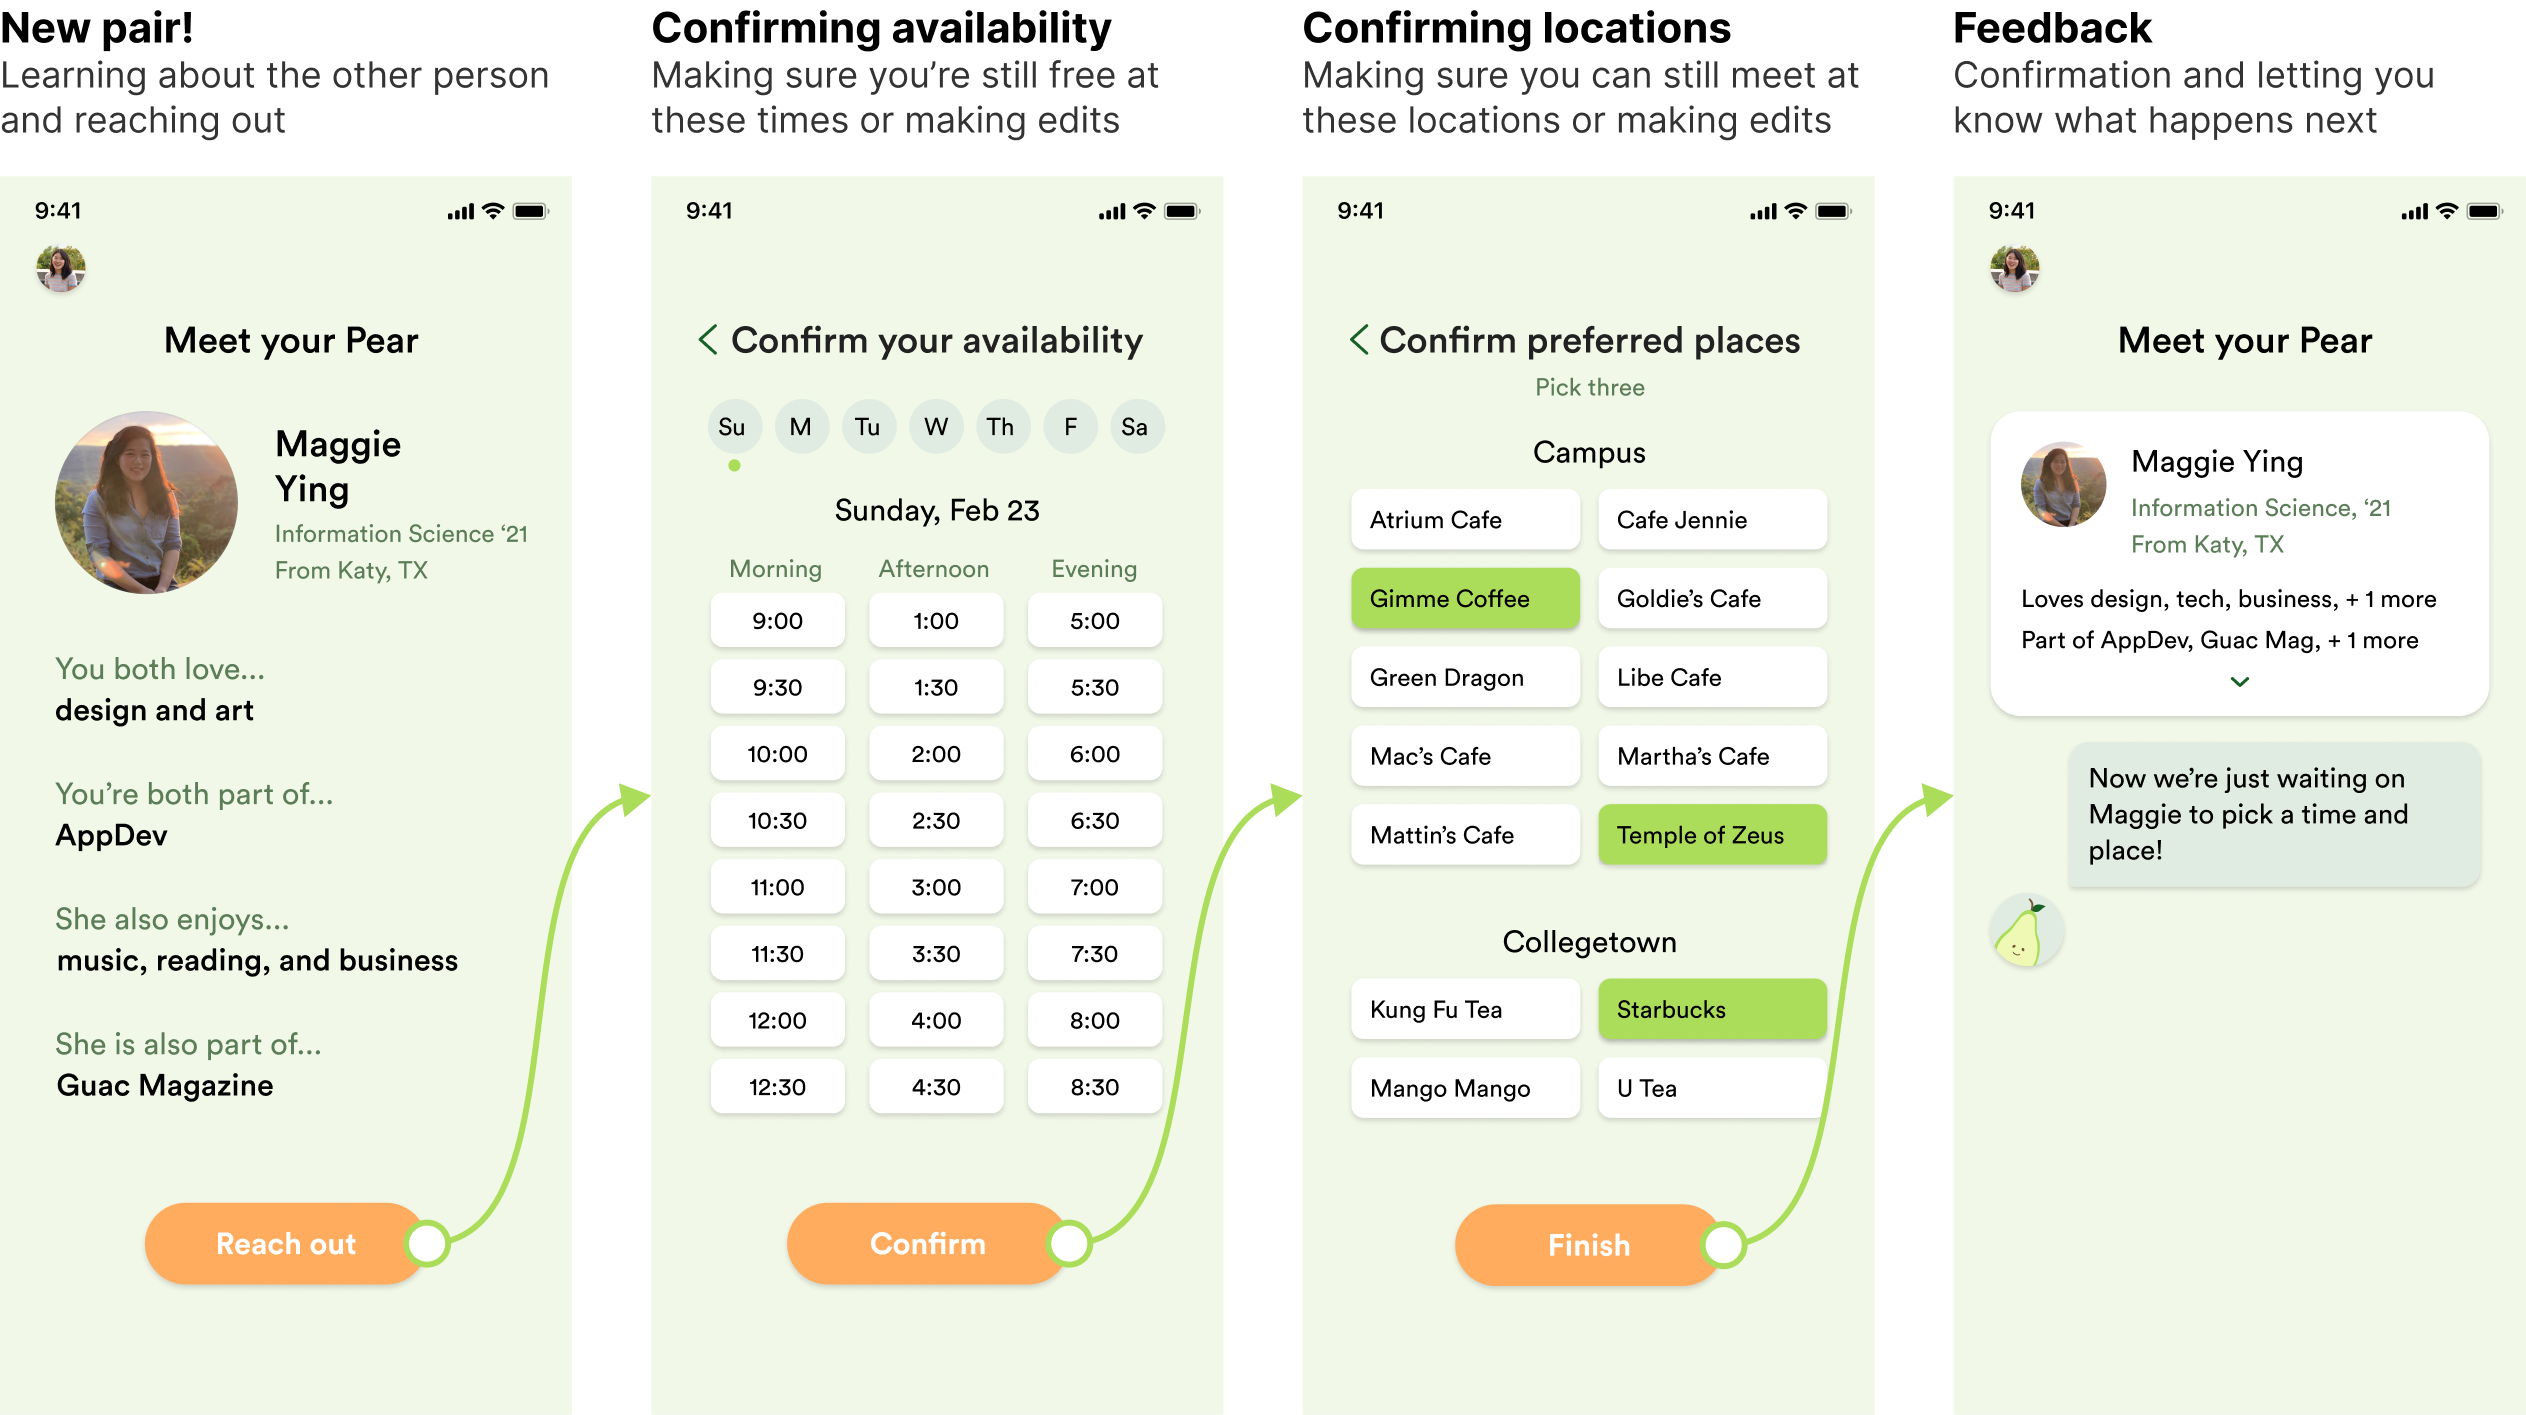 New pair!
Learning about the other person
and reaching out
9:41
Meet your Pear
Maggie
Ying
Information Science ‘21
From Katy, TX
You both love...
design and art
You’re both part of...
AppDev
She also enjoys...
music, reading, and business
She is also part of...
Guac Magazine
Reach out
Confirming availability
Making sure you’re still free at
these times or making edits
9:41
Confirm your availability
Su M Tu W Th F Sa
Sunday, Feb 23
Morning Afternoon Evening
9:00 1:00 5:00
9:30 1:30 5:30
10:00 2:00 6:00
10:30 2:30 6:30
11:00 3:00 7:00
11:30 3:30 7:30
12:00 4:00 8:00
12:30 4:30 8:30
Confirm
Confirming locations
Making sure you can still meet at
these locations or making edits
9:41
Confirm preferred places
Pick three
Campus
Atrium Cafe Cafe Jennie
Gimme Coffee Goldie’s Cafe
Green Dragon Libe Cafe
Mac’s Cafe Martha’s Cafe
Mattin’s Cafe Temple of Zeus
Collegetown
Kung Fu Tea Starbucks
Mango Mango U Tea
Finish
Feedback
Confirmation and letting you
know what happens next
9:41
Meet your Pear
Maggie Ying
Information Science, ‘21
From Katy, TX
Loves design, tech, business, + 1 more
Part of AppDev, Guac Mag, + 1 more
Now we’re just waiting on
Maggie to pick a time and
place!